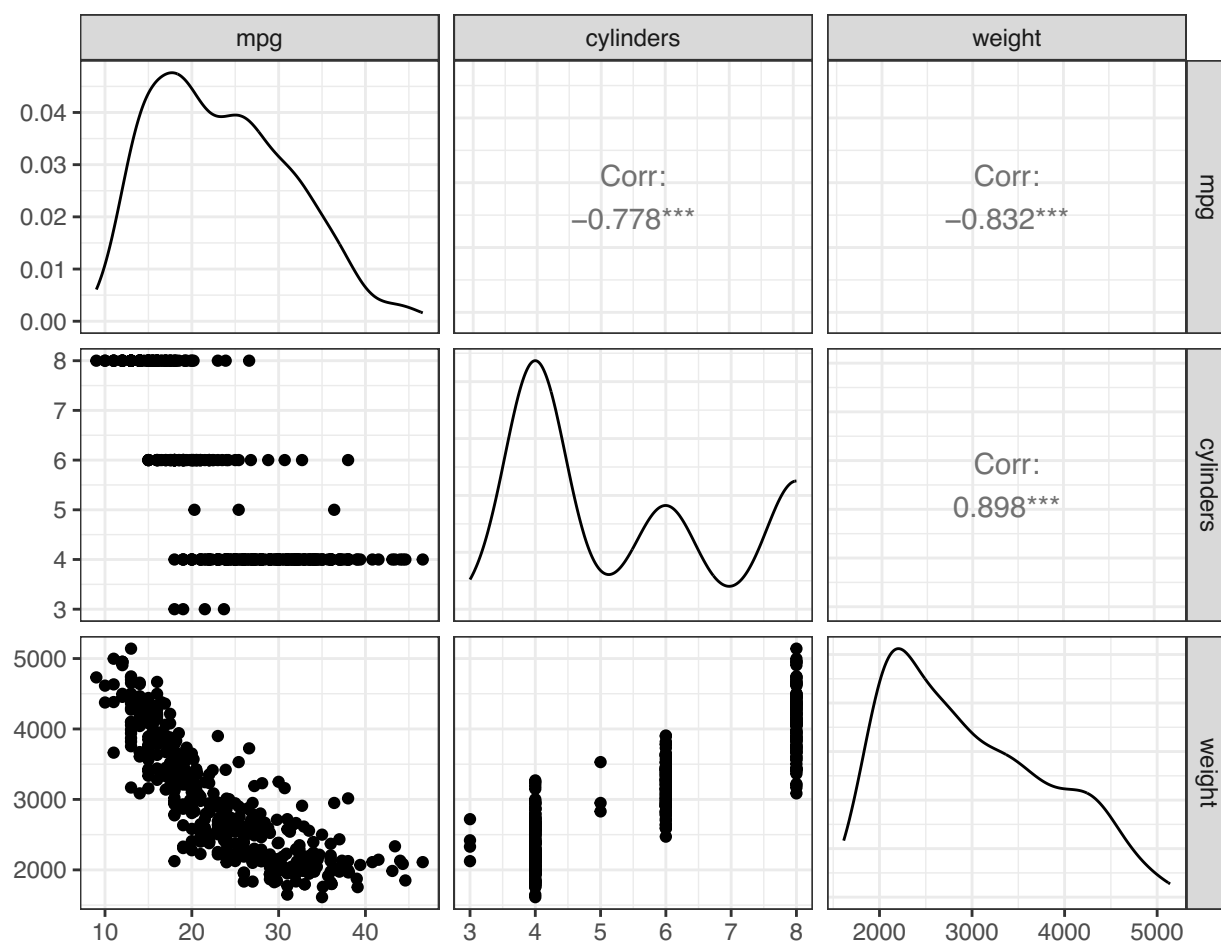 mpg cylinders weight
0.04
0.03
0.02
0.01
0.00
Corr:
−0.778***
Corr:
−0.832***
mpg
8
7
6
5
4
3
Corr:
0.898***
cylinders
5000
4000
3000
2000
weight
10 20 30 40
3 4 5 6 7 8
2000 3000 4000 5000